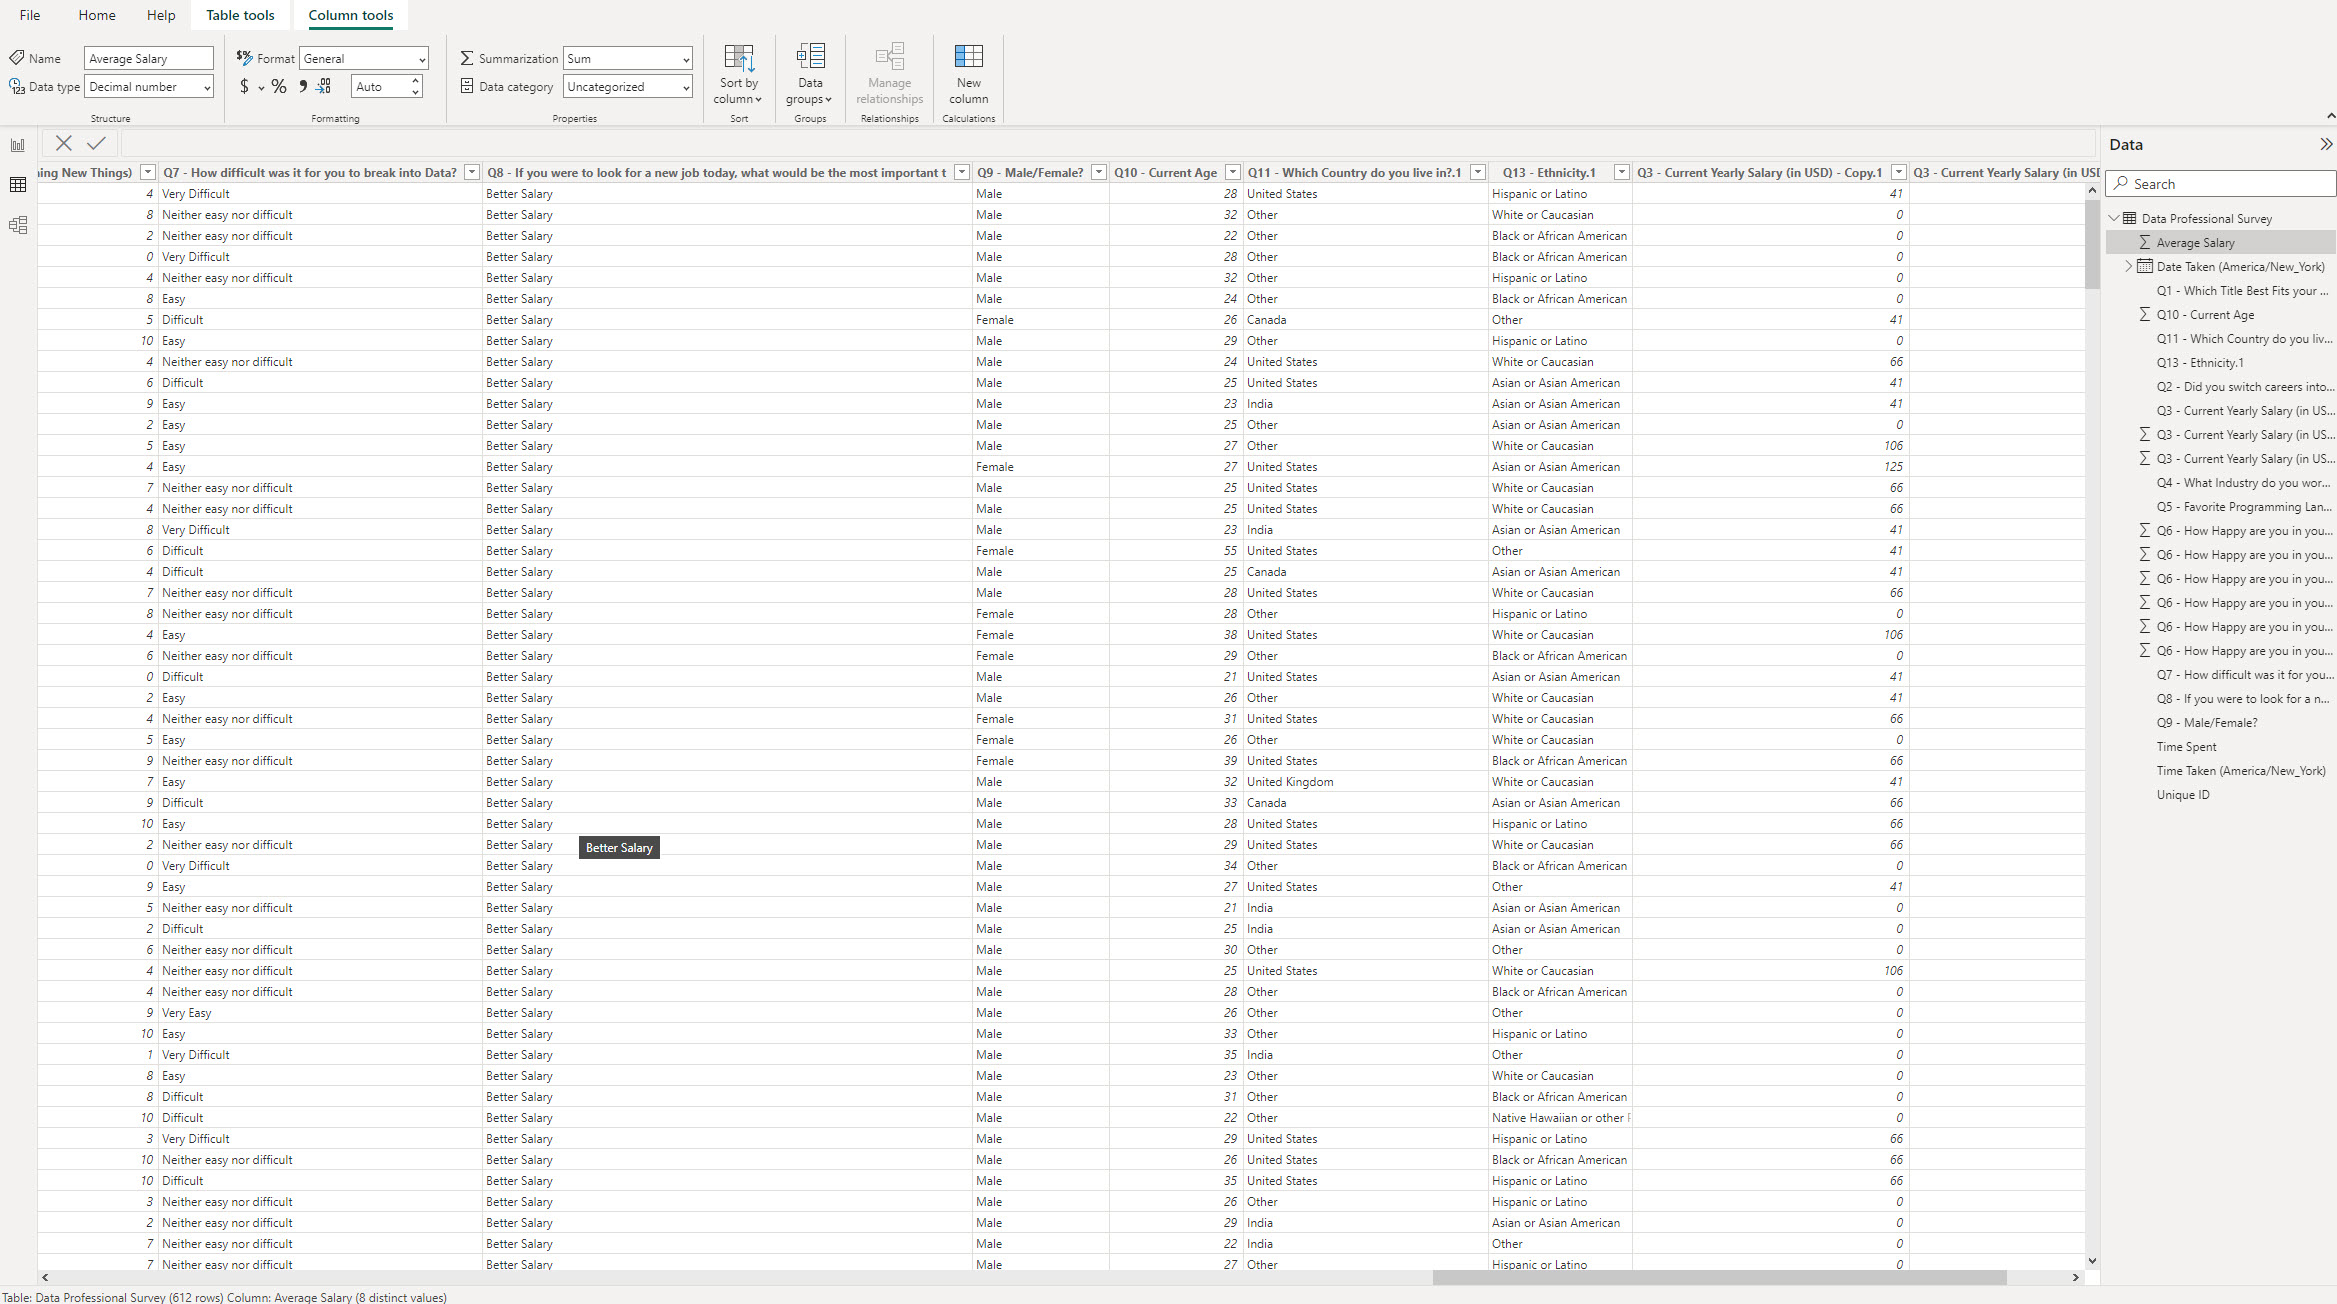 File Home Help Table tools Column tools
Name Average Salary
Data type Decimal number
Structure
Format General
$ % Auto
Formatting
Summarization Sum
Data category Uncategorized
Properties
Sort by column
Sort
Data groups
Groups
Manage relationships
Relationships
New column
Calculations
ning New Things) Q7 - How difficult was it for you to break into Data? Q8 - If you were to look for a new job today, what would be the most important t Q9 - Male/Female? Q10 - Current Age Q11 - Which Country do you live in?.1 Q13 - Ethnicity.1 Q3 - Current Yearly Salary (in USD) - Copy.1 Q3 - Current Yearly Salary (in USD
4 Very Difficult Better Salary Male 28 United States Hispanic or Latino 41
8 Neither easy nor difficult Better Salary Male 32 Other White or Caucasian 0
2 Neither easy nor difficult Better Salary Male 22 Other Black or African American 0
0 Very Difficult Better Salary Male 28 Other Black or African American 0
4 Neither easy nor difficult Better Salary Male 32 Other Hispanic or Latino 0
8 Easy Better Salary Male 24 Other Black or African American 0
5 Difficult Better Salary Female 26 Canada Other 41
10 Easy Better Salary Male 29 Other Hispanic or Latino 0
4 Neither easy nor difficult Better Salary Male 24 United States White or Caucasian 66
6 Difficult Better Salary Male 25 United States Asian or Asian American 41
9 Easy Better Salary Male 23 India Asian or Asian American 41
2 Easy Better Salary Male 25 Other Asian or Asian American 0
5 Easy Better Salary Male 27 Other White or Caucasian 106
4 Easy Better Salary Female 27 United States Asian or Asian American 125
7 Neither easy nor difficult Better Salary Male 25 United States White or Caucasian 66
4 Neither easy nor difficult Better Salary Male 25 United States White or Caucasian 66
8 Very Difficult Better Salary Male 23 India Asian or Asian American 41
6 Difficult Better Salary Female 55 United States Other 41
4 Difficult Better Salary Male 25 Canada Asian or Asian American 41
7 Neither easy nor difficult Better Salary Male 28 United States White or Caucasian 66
8 Neither easy nor difficult Better Salary Female 28 Other Hispanic or Latino 0
4 Easy Better Salary Female 38 United States White or Caucasian 106
6 Neither easy nor difficult Better Salary Female 29 Other Black or African American 0
0 Difficult Better Salary Male 21 United States Asian or Asian American 41
2 Easy Better Salary Male 26 Other White or Caucasian 41
4 Neither easy nor difficult Better Salary Female 31 United States White or Caucasian 66
5 Easy Better Salary Female 26 Other White or Caucasian 0
9 Neither easy nor difficult Better Salary Female 39 United States Black or African American 66
7 Easy Better Salary Male 32 United Kingdom White or Caucasian 41
9 Difficult Better Salary Male 33 Canada Asian or Asian American 66
10 Easy Better Salary Male 28 United States Hispanic or Latino 66
2 Neither easy nor difficult Better Salary Male 29 United States White or Caucasian 66
Better Salary
0 Very Difficult Better Salary Male 34 Other Black or African American 0
9 Easy Better Salary Male 27 United States Other 41
5 Neither easy nor difficult Better Salary Male 21 India Asian or Asian American 0
2 Difficult Better Salary Male 25 India Asian or Asian American 0
6 Neither easy nor difficult Better Salary Male 30 Other Other 0
4 Neither easy nor difficult Better Salary Male 25 United States White or Caucasian 106
4 Neither easy nor difficult Better Salary Male 28 Other Black or African American 0
9 Very Easy Better Salary Male 26 Other Other 0
10 Easy Better Salary Male 33 Other Hispanic or Latino 0
1 Very Difficult Better Salary Male 35 India Other 0
8 Easy Better Salary Male 23 Other White or Caucasian 0
8 Difficult Better Salary Male 31 Other Black or African American 0
10 Difficult Better Salary Male 22 Other Native Hawaiian or other 0
3 Very Difficult Better Salary Male 29 United States Hispanic or Latino 66
10 Neither easy nor difficult Better Salary Male 26 United States Black or African American 66
10 Difficult Better Salary Male 35 United States Hispanic or Latino 66
3 Neither easy nor difficult Better Salary Male 26 Other Hispanic or Latino 0
2 Neither easy nor difficult Better Salary Male 29 India Asian or Asian American 0
7 Neither easy nor difficult Better Salary Male 22 India Other 0
7 Neither easy nor difficult Better Salary Male 27 Other Hispanic or Latino 0
Data
Search
Data Professional Survey
Average Salary
Date Taken (America/New_York)
Q1 - Which Title Best Fits your ...
Q10 - Current Age
Q11 - Which Country do you liv...
Q13 - Ethnicity.1
Q2 - Did you switch careers into...
Q3 - Current Yearly Salary (in US...
Q3 - Current Yearly Salary (in US...
Q3 - Current Yearly Salary (in US...
Q4 - What Industry do you wor...
Q5 - Favorite Programming Lan...
Q6 - How Happy are you in you...
Q6 - How Happy are you in you...
Q6 - How Happy are you in you...
Q6 - How Happy are you in you...
Q6 - How Happy are you in you...
Q6 - How Happy are you in you...
Q7 - How difficult was it for you...
Q8 - If you were to look for a n...
Q9 - Male/Female?
Time Spent
Time Taken (America/New_York)
Unique ID
Table: Data Professional Survey (612 rows) Column: Average Salary (8 distinct values)